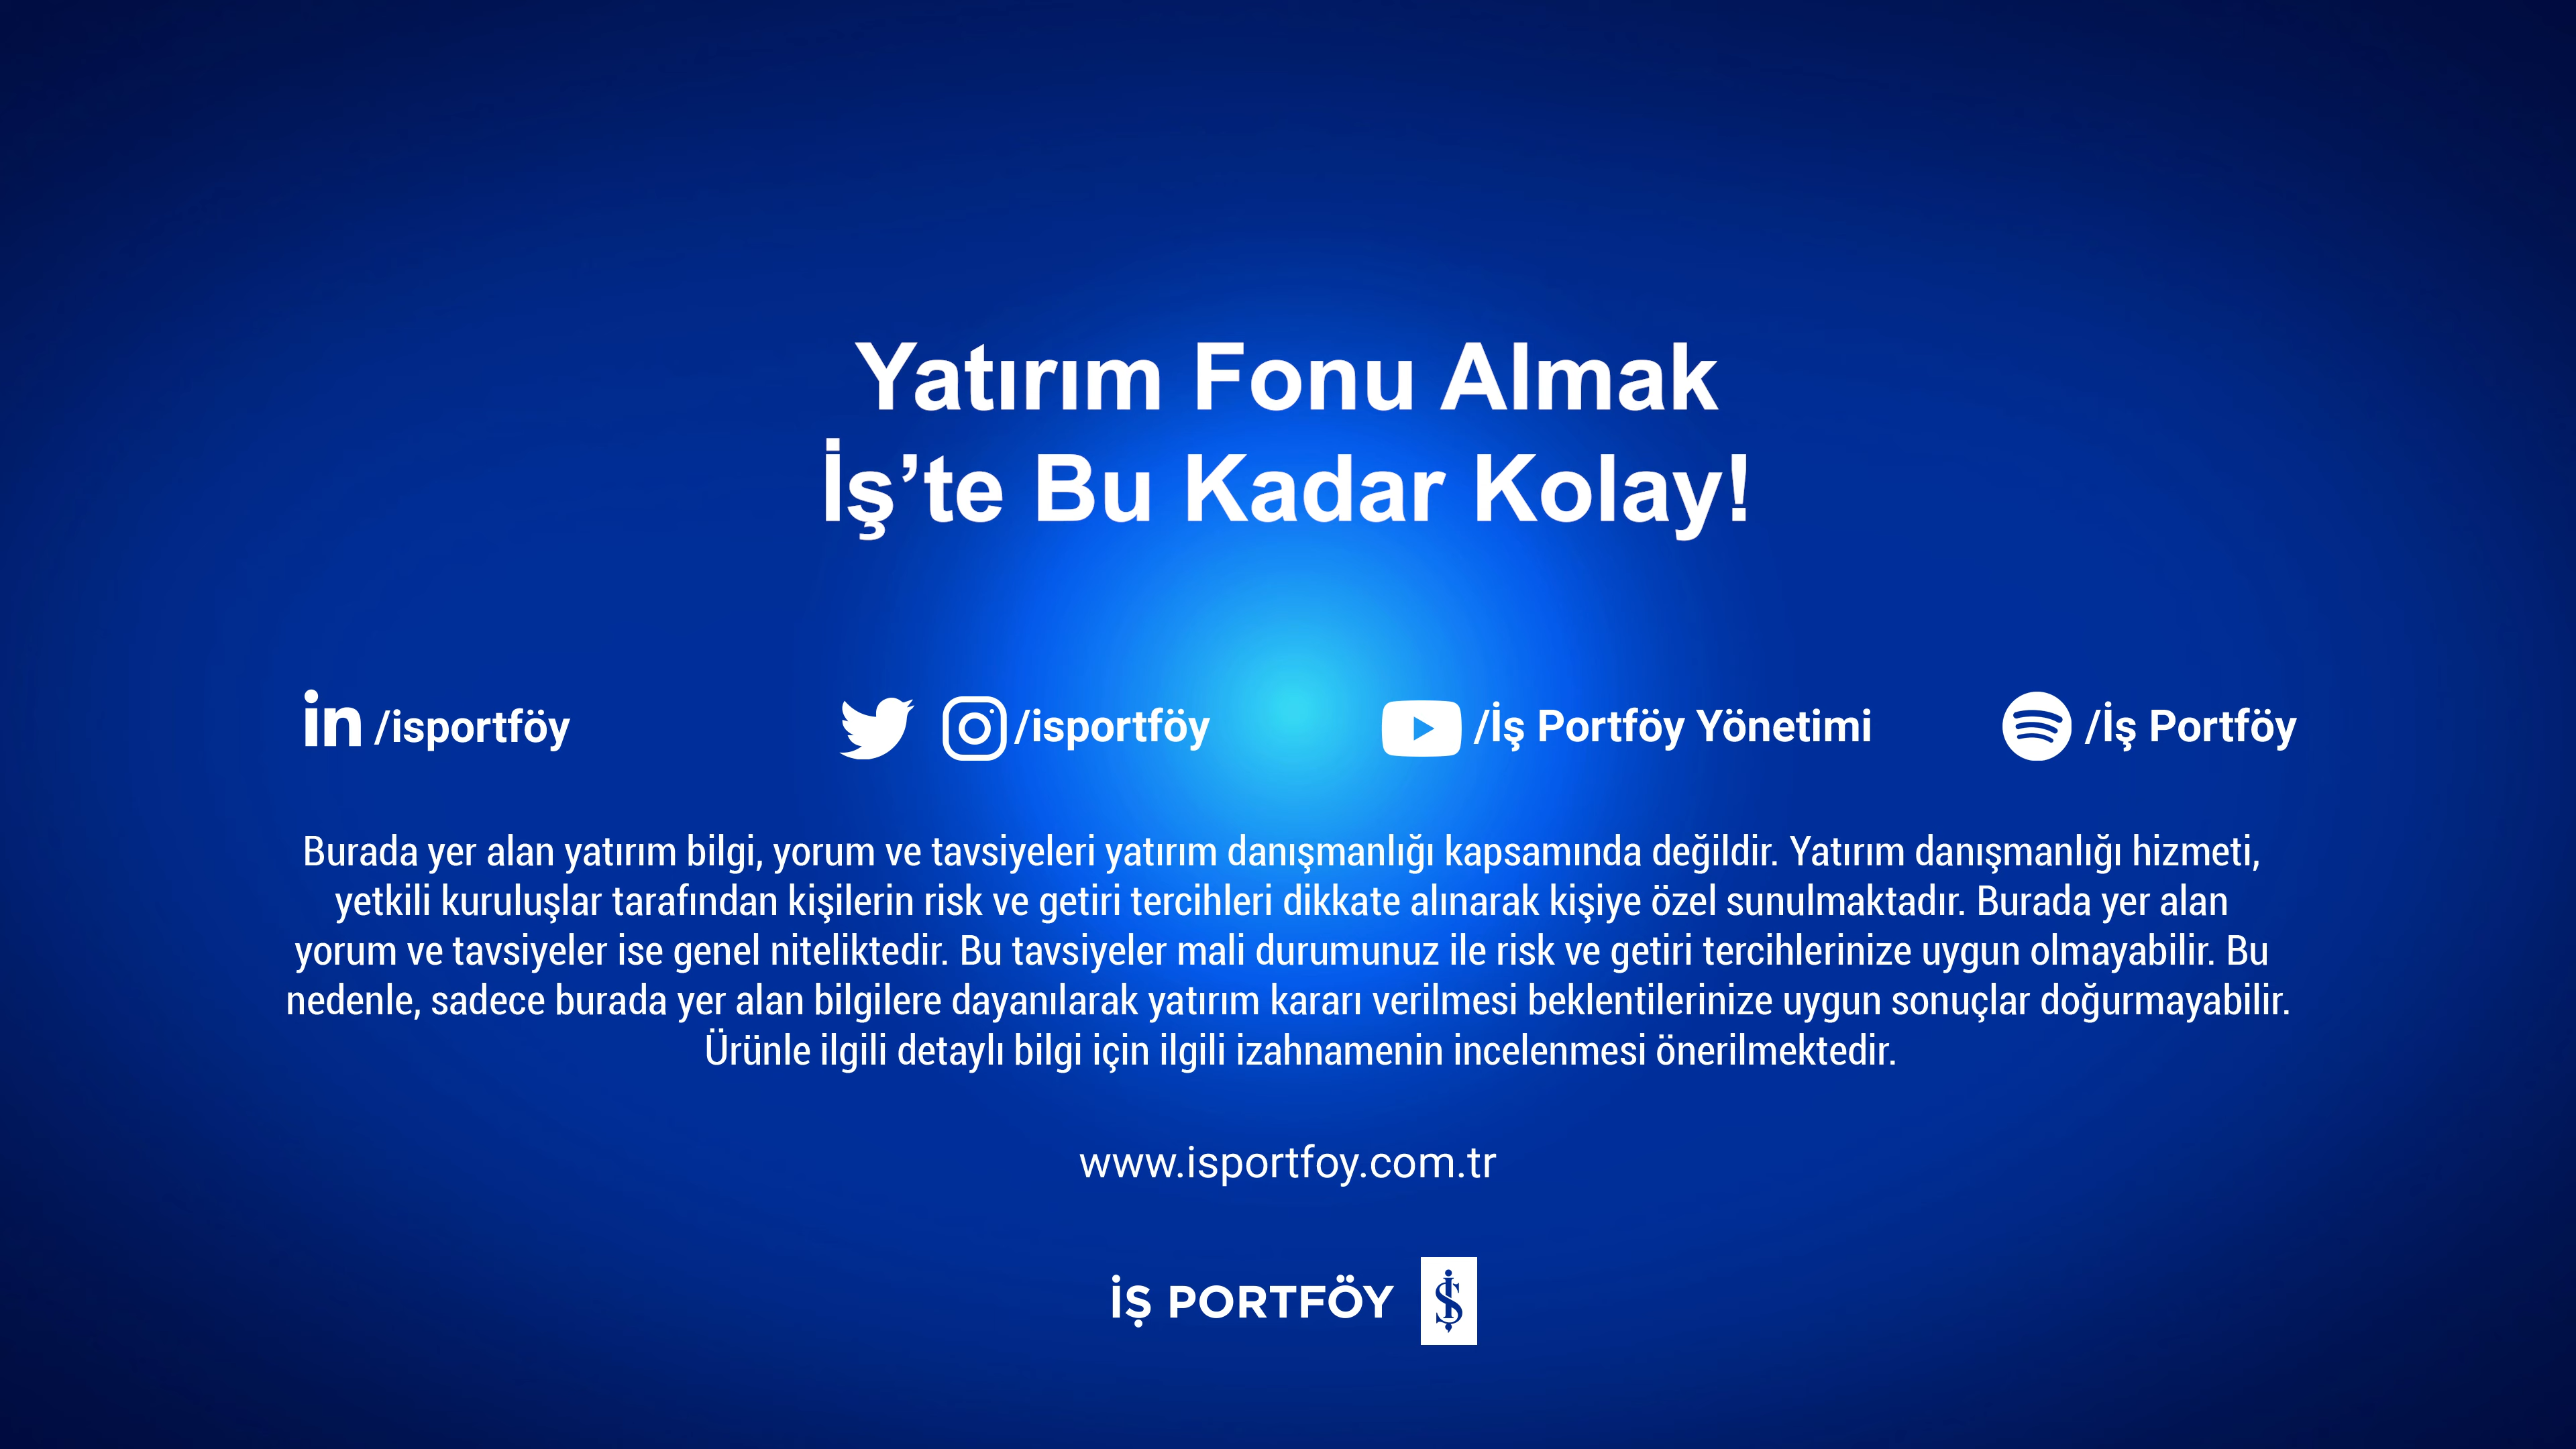 Yatırım Fonu Almak
İş’te Bu Kadar Kolay!
in /isportföy
/isportföy
/İş Portföy Yönetimi
/İş Portföy
Burada yer alan yatırım bilgi, yorum ve tavsiyeleri yatırım danışmanlığı kapsamında değildir. Yatırım danışmanlığı hizmeti,
yetkili kuruluşlar tarafından kişilerin risk ve getiri tercihleri dikkate alınarak kişiye özel sunulmaktadır. Burada yer alan
yorum ve tavsiyeler ise genel niteliktedir. Bu tavsiyeler mali durumunuz ile risk ve getiri tercihlerinize uygun olmayabilir. Bu
nedenle, sadece burada yer alan bilgilere dayanılarak yatırım kararı verilmesi beklentilerinize uygun sonuçlar doğurmayabilir.
Ürünle ilgili detaylı bilgi için ilgili izahnamenin incelenmesi önerilmektedir.
www.isportfoy.com.tr
İŞ PORTFÖY İŞ